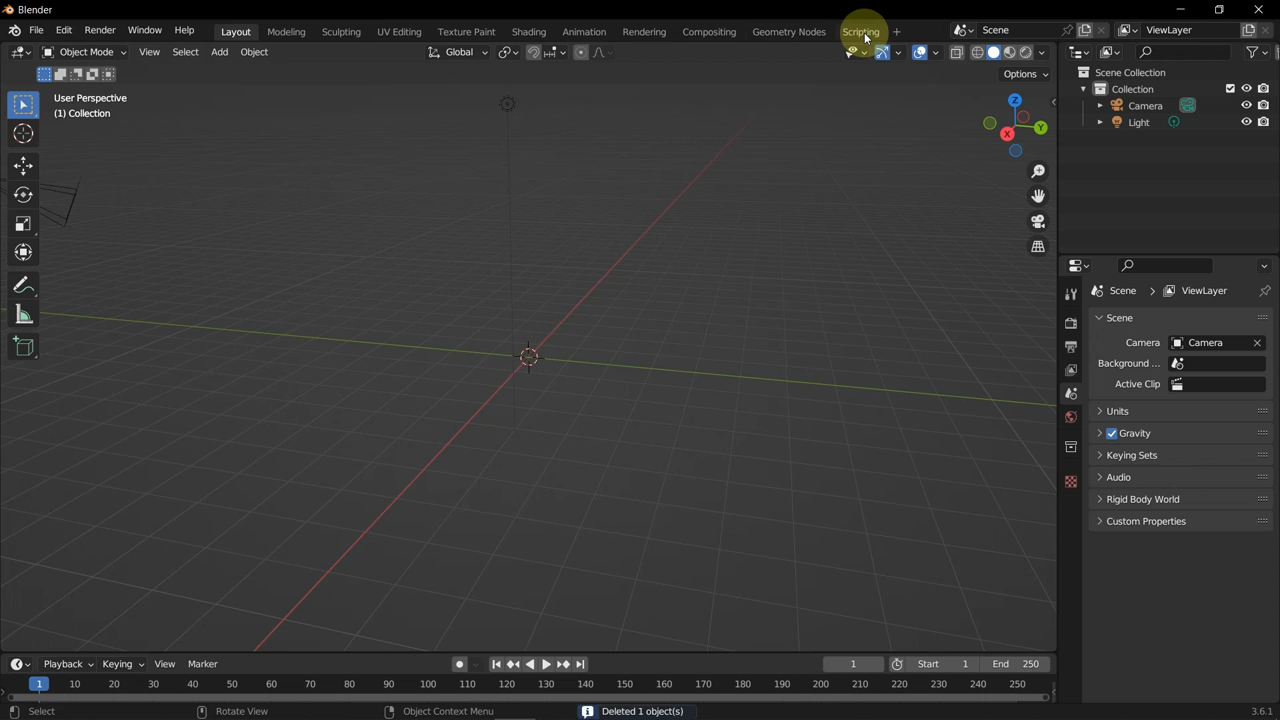 Blender
File Edit Render Window Help Layout Modeling Sculpting UV Editing Texture Paint Shading Animation Rendering Compositing Geometry Nodes Scripting + Scene ViewLayer
Object Mode View Select Add Object Global
Options
User Perspective
(1) Collection
Z
Y
X
Scene Collection
Collection
Camera
Light
Scene ViewLayer
Scene
Camera Camera
Background ...
Active Clip
Units
Gravity
Keying Sets
Audio
Rigid Body World
Custom Properties
Playback Keying View Marker 1 Start 1 End 250
1 10 20 30 40 50 60 70 80 90 100 110 120 130 140 150 160 170 180 190 200 210 220 230 240 250
Select Rotate View Object Context Menu Deleted 1 object(s) 3.6.1